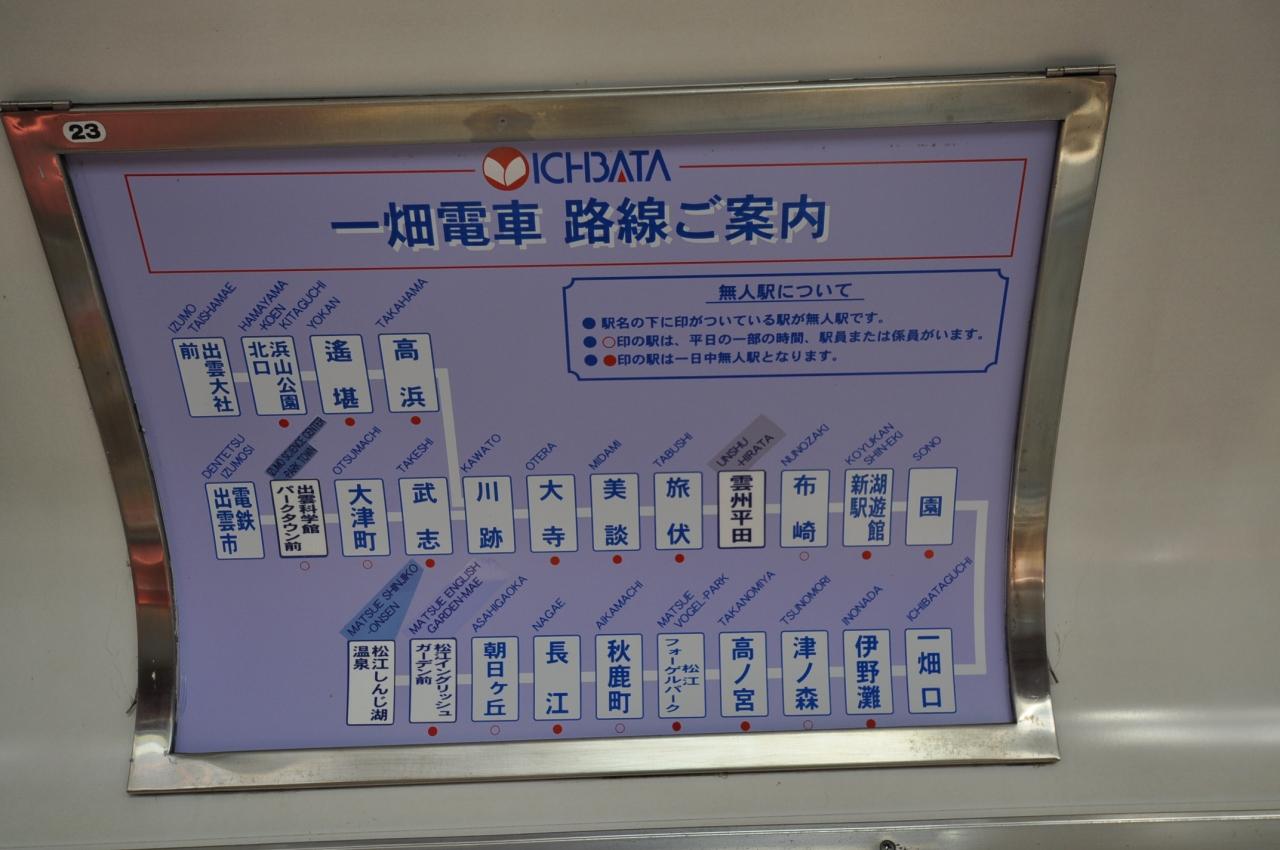 23
ICHBATA
一畑電車 路線ご案内
無人駅について
●駅名の下に印がついている駅が無人駅です。
●○印の駅は、平日の一部の時間、駅員または係員がいます。
●●印の駅は一日中無人駅となります。
IZUMO TAISHAMAE
HAMAYAMA -KOEN KITAGUCHI
YOKAN
TAKAHAMA
出雲大社前
浜山公園北口
遙堪
高浜
DENTETSU IZUMOSI
IZUMO SCIENCE CENTER PARK TOWN
OTSUMACHI
TAKESHI
KAWATO
OTERA
MIDAMI
TABUSHI
UNSHU -HIRATA
NUNOZAKI
KOYUKAN SHIN-EKI
SONO
電鉄出雲市
出雲科学館パークタウン前
大津町
武志
川跡
大寺
美談
旅伏
雲州平田
布崎
湖遊館新駅
園
MATSUE SHINJIKO -ONSEN
MATSUE ENGLISH GARDEN-MAE
ASAHIGAOKA
NAGAE
AIKAMACHI
MATSUE VOGEL-PARK
TAKANOMIYA
TSUNOMORI
INONADA
ICHIBATAGUCHI
松江しんじ湖温泉
松江イングリッシュガーデン前
朝日ヶ丘
長江
秋鹿町
松江フォーゲルパーク
高ノ宮
津ノ森
伊野灘
一畑口